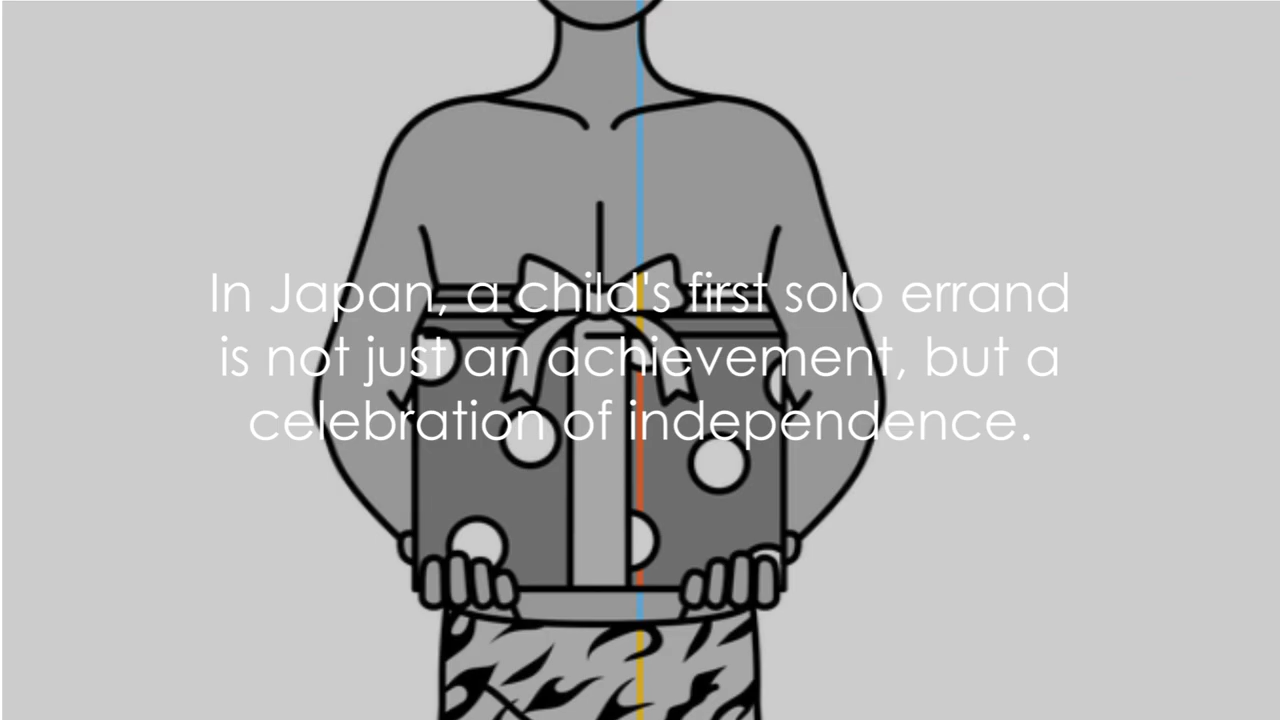 In Japan, a child's first solo errand
is not just an achievement, but a
celebration of independence.